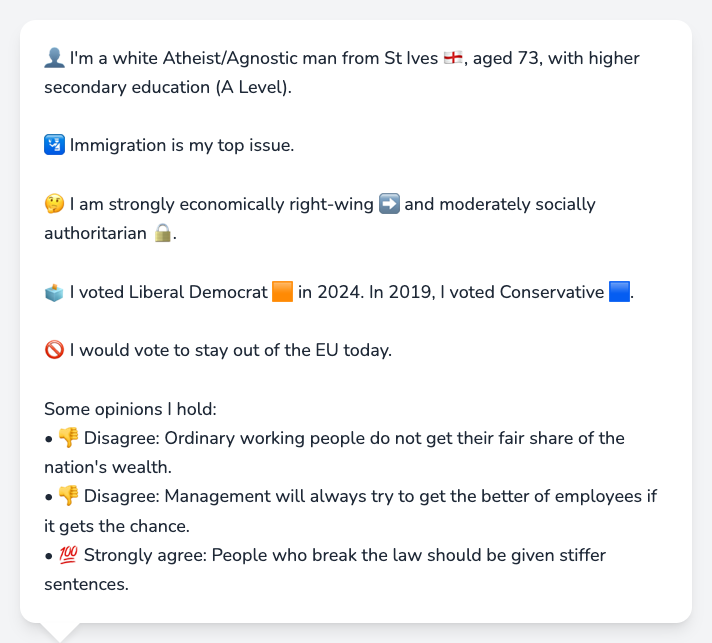 👤 I'm a white Atheist/Agnostic man from St Ives 🏴󠁧󠁢󠁥󠁮󠁧󠁿, aged 73, with higher
secondary education (A Level).
🛂 Immigration is my top issue.
🤔 I am strongly economically right-wing ➡️ and moderately socially
authoritarian 🔒.
🗳️ I voted Liberal Democrat 🟧 in 2024. In 2019, I voted Conservative 🟦.
🚫 I would vote to stay out of the EU today.
Some opinions I hold:
• 👎 Disagree: Ordinary working people do not get their fair share of the
nation's wealth.
• 👎 Disagree: Management will always try to get the better of employees if
it gets the chance.
• 💯 Strongly agree: People who break the law should be given stiffer
sentences.